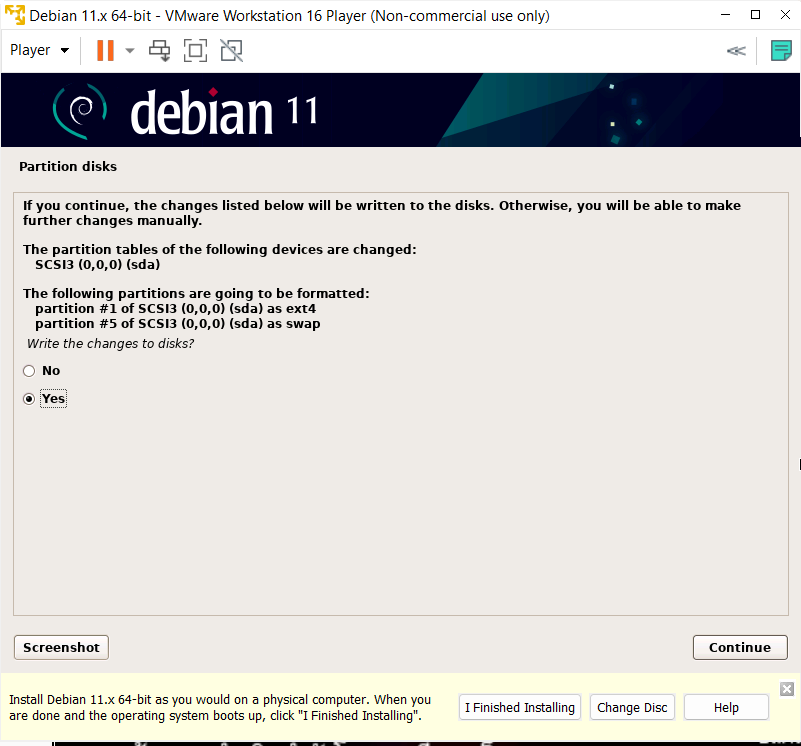 Debian 11.x 64-bit - VMware Workstation 16 Player (Non-commercial use only)
Player
debian 11
Partition disks
If you continue, the changes listed below will be written to the disks. Otherwise, you will be able to make
further changes manually.
The partition tables of the following devices are changed:
SCSI3 (0,0,0) (sda)
The following partitions are going to be formatted:
partition #1 of SCSI3 (0,0,0) (sda) as ext4
partition #5 of SCSI3 (0,0,0) (sda) as swap
Write the changes to disks?
No
Yes
Screenshot
Continue
Install Debian 11.x 64-bit as you would on a physical computer. When you
are done and the operating system boots up, click "I Finished Installing".
I Finished Installing
Change Disc
Help